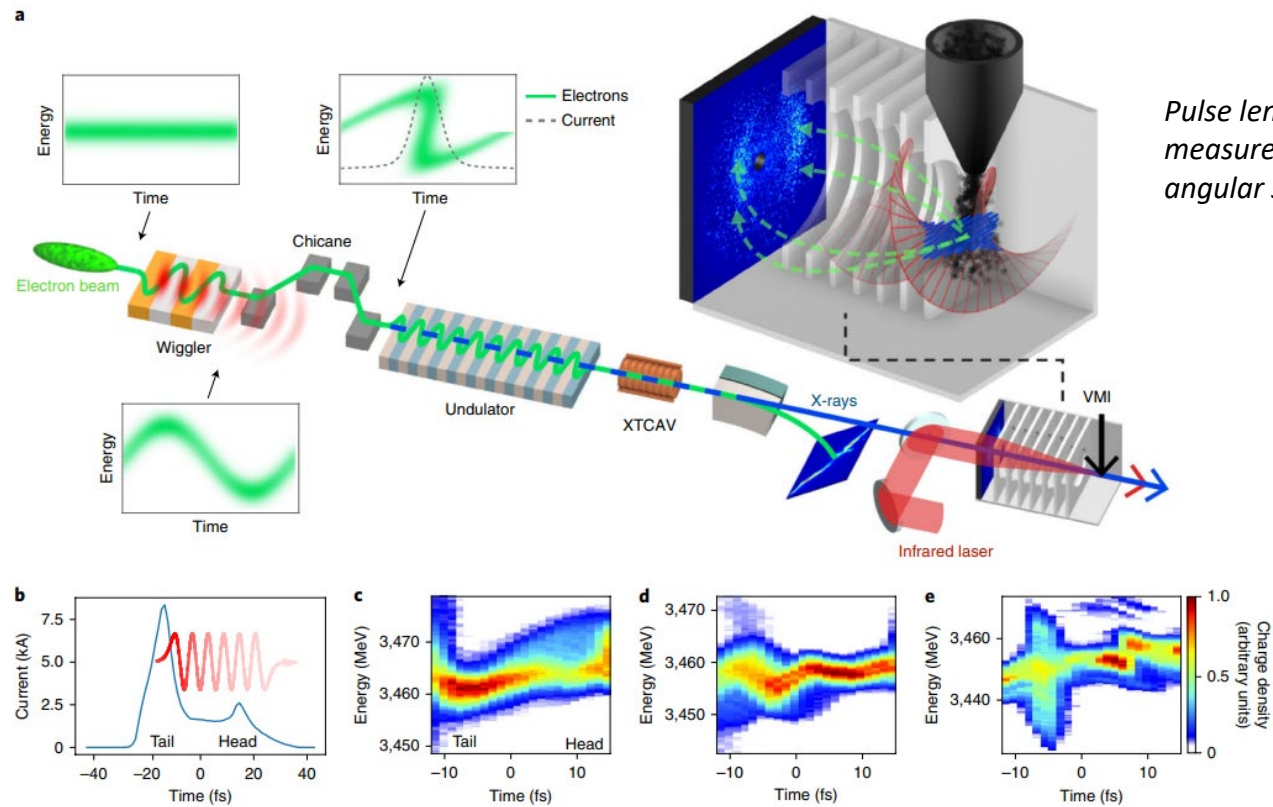 a
Energy
Time
Energy
Time
Electrons
Current
Pulse
measure
angular
Electron beam
Wiggler
Chicane
Undulator
XTCAV
X-rays
VMI
Infrared laser
Energy
Time
b
Current (kA)
7.5
5.0
2.5
0
Tail
Head
−40
−20
0
20
40
Time (fs)
c
Energy (MeV)
3,470
3,460
3,450
Tail
Head
−10
0
10
Time (fs)
d
Energy (MeV)
3,470
3,460
3,450
−10
0
10
Time (fs)
e
Energy (MeV)
3,460
3,440
−10
0
10
Time (fs)
1.0
0.5
0
Charge density
(arbitrary units)